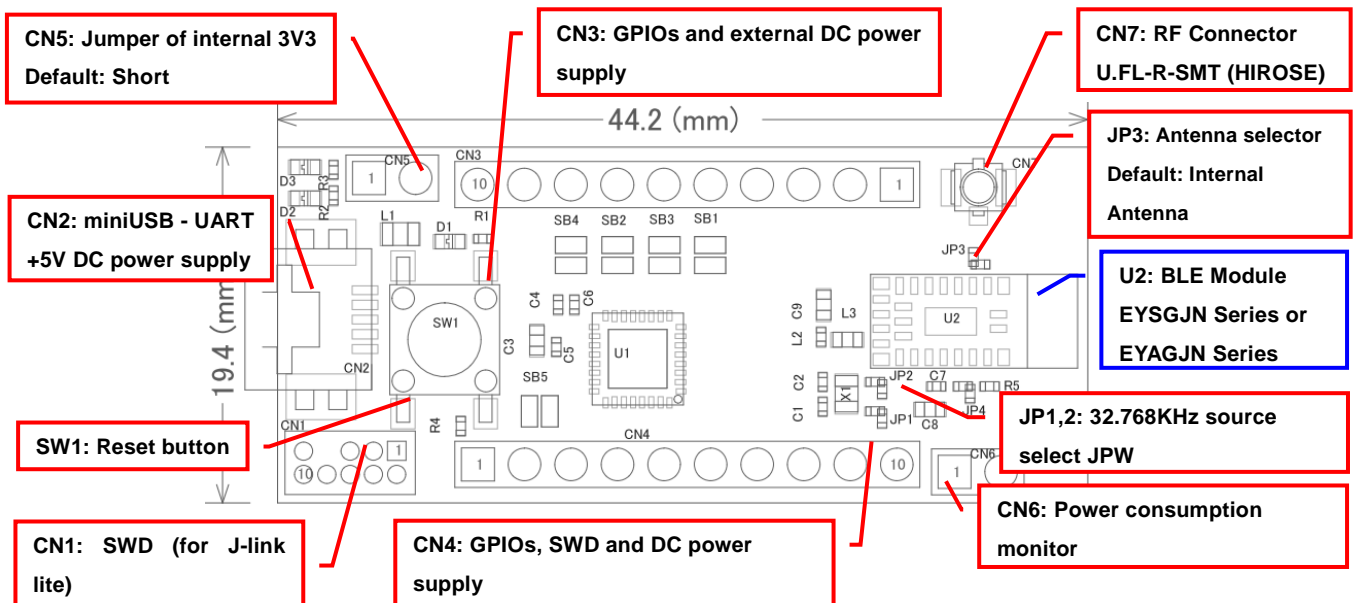 CN5: Jumper of internal 3V3
Default: Short
CN3: GPIOs and external DC power
supply
CN7: RF Connector
U.FL-R-SMT (HIROSE)
44.2 (mm)
JP3: Antenna selector
Default: Internal
Antenna
CN2: miniUSB - UART
+5V DC power supply
U2: BLE Module
EYSGJN Series or
EYAGJN Series
19.4 (mm)
D3
R3
D2
R2
CN5
1
CN3
10
1
CN7
L1
D1
R1
SB4
SB2
SB3
SB1
JP3
CN2
SW1
C4
C6
C3
C5
U1
SB5
C9
L3
L2
U2
C2
C1
X1
JP2
JP1
C7
C8
JP4
R5
R4
CN1
1
10
CN4
1
10
CN6
1
SW1: Reset button
JP1,2: 32.768KHz source
select JPW
CN6: Power consumption
monitor
CN1: SWD (for J-link
lite)
CN4: GPIOs, SWD and DC power
supply